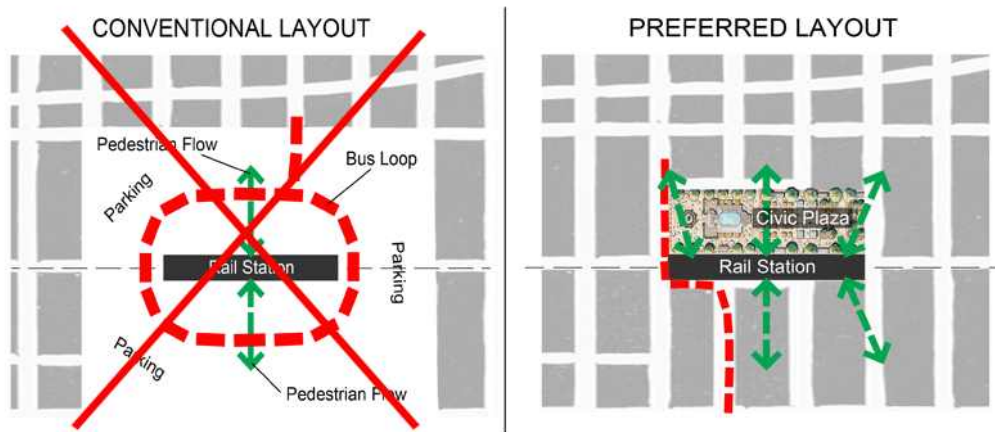 CONVENTIONAL LAYOUT
Pedestrian Flow
Bus Loop
Parking
Rail Station
Parking
Parking
Pedestrian Flow
PREFERRED LAYOUT
Civic Plaza
Rail Station